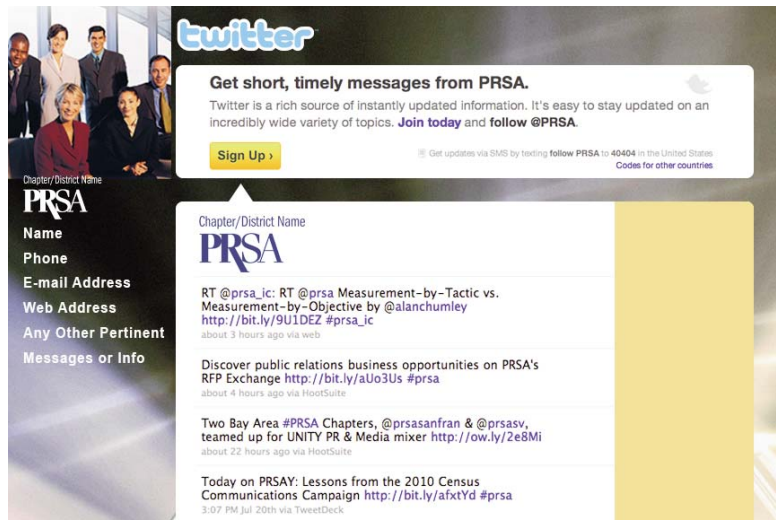 twitter
Get short, timely messages from PRSA.
Twitter is a rich source of instantly updated information. It's easy to stay updated on an
incredibly wide variety of topics. Join today and follow @PRSA.
Sign Up ›
Get updates via SMS by texting follow PRSA to 40404 in the United States
Codes for other countries
Chapter/District Name
PRSA
Name
Phone
E-mail Address
Web Address
Any Other Pertinent
Messages or Info
Chapter/District Name
PRSA
RT @prsa_ic: RT @prsa Measurement-by-Tactic vs.
Measurement-by-Objective by @alanchumley
http://bit.ly/9U1DEZ #prsa_ic
about 3 hours ago via web
Discover public relations business opportunities on PRSA's
RFP Exchange http://bit.ly/aUo3Us #prsa
about 4 hours ago via HootSuite
Two Bay Area #PRSA Chapters, @prsasanfran & @prsasv,
teamed up for UNITY PR & Media mixer http://ow.ly/2e8Mi
about 22 hours ago via HootSuite
Today on PRSAY: Lessons from the 2010 Census
Communications Campaign http://bit.ly/afxtYd #prsa
3:07 PM Jul 20th via TweetDeck